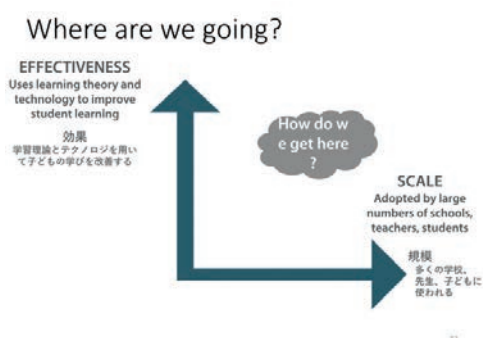 Where are we going?
EFFECTIVENESS
Uses learning theory and
technology to improve
student learning
効果
学習理論とテクノロジを用い
て子どもの学びを改善する
How do w
e get here
?
SCALE
Adopted by large
numbers of schools,
teachers, students
規模
多くの学校,
先生、子どもに
使われる